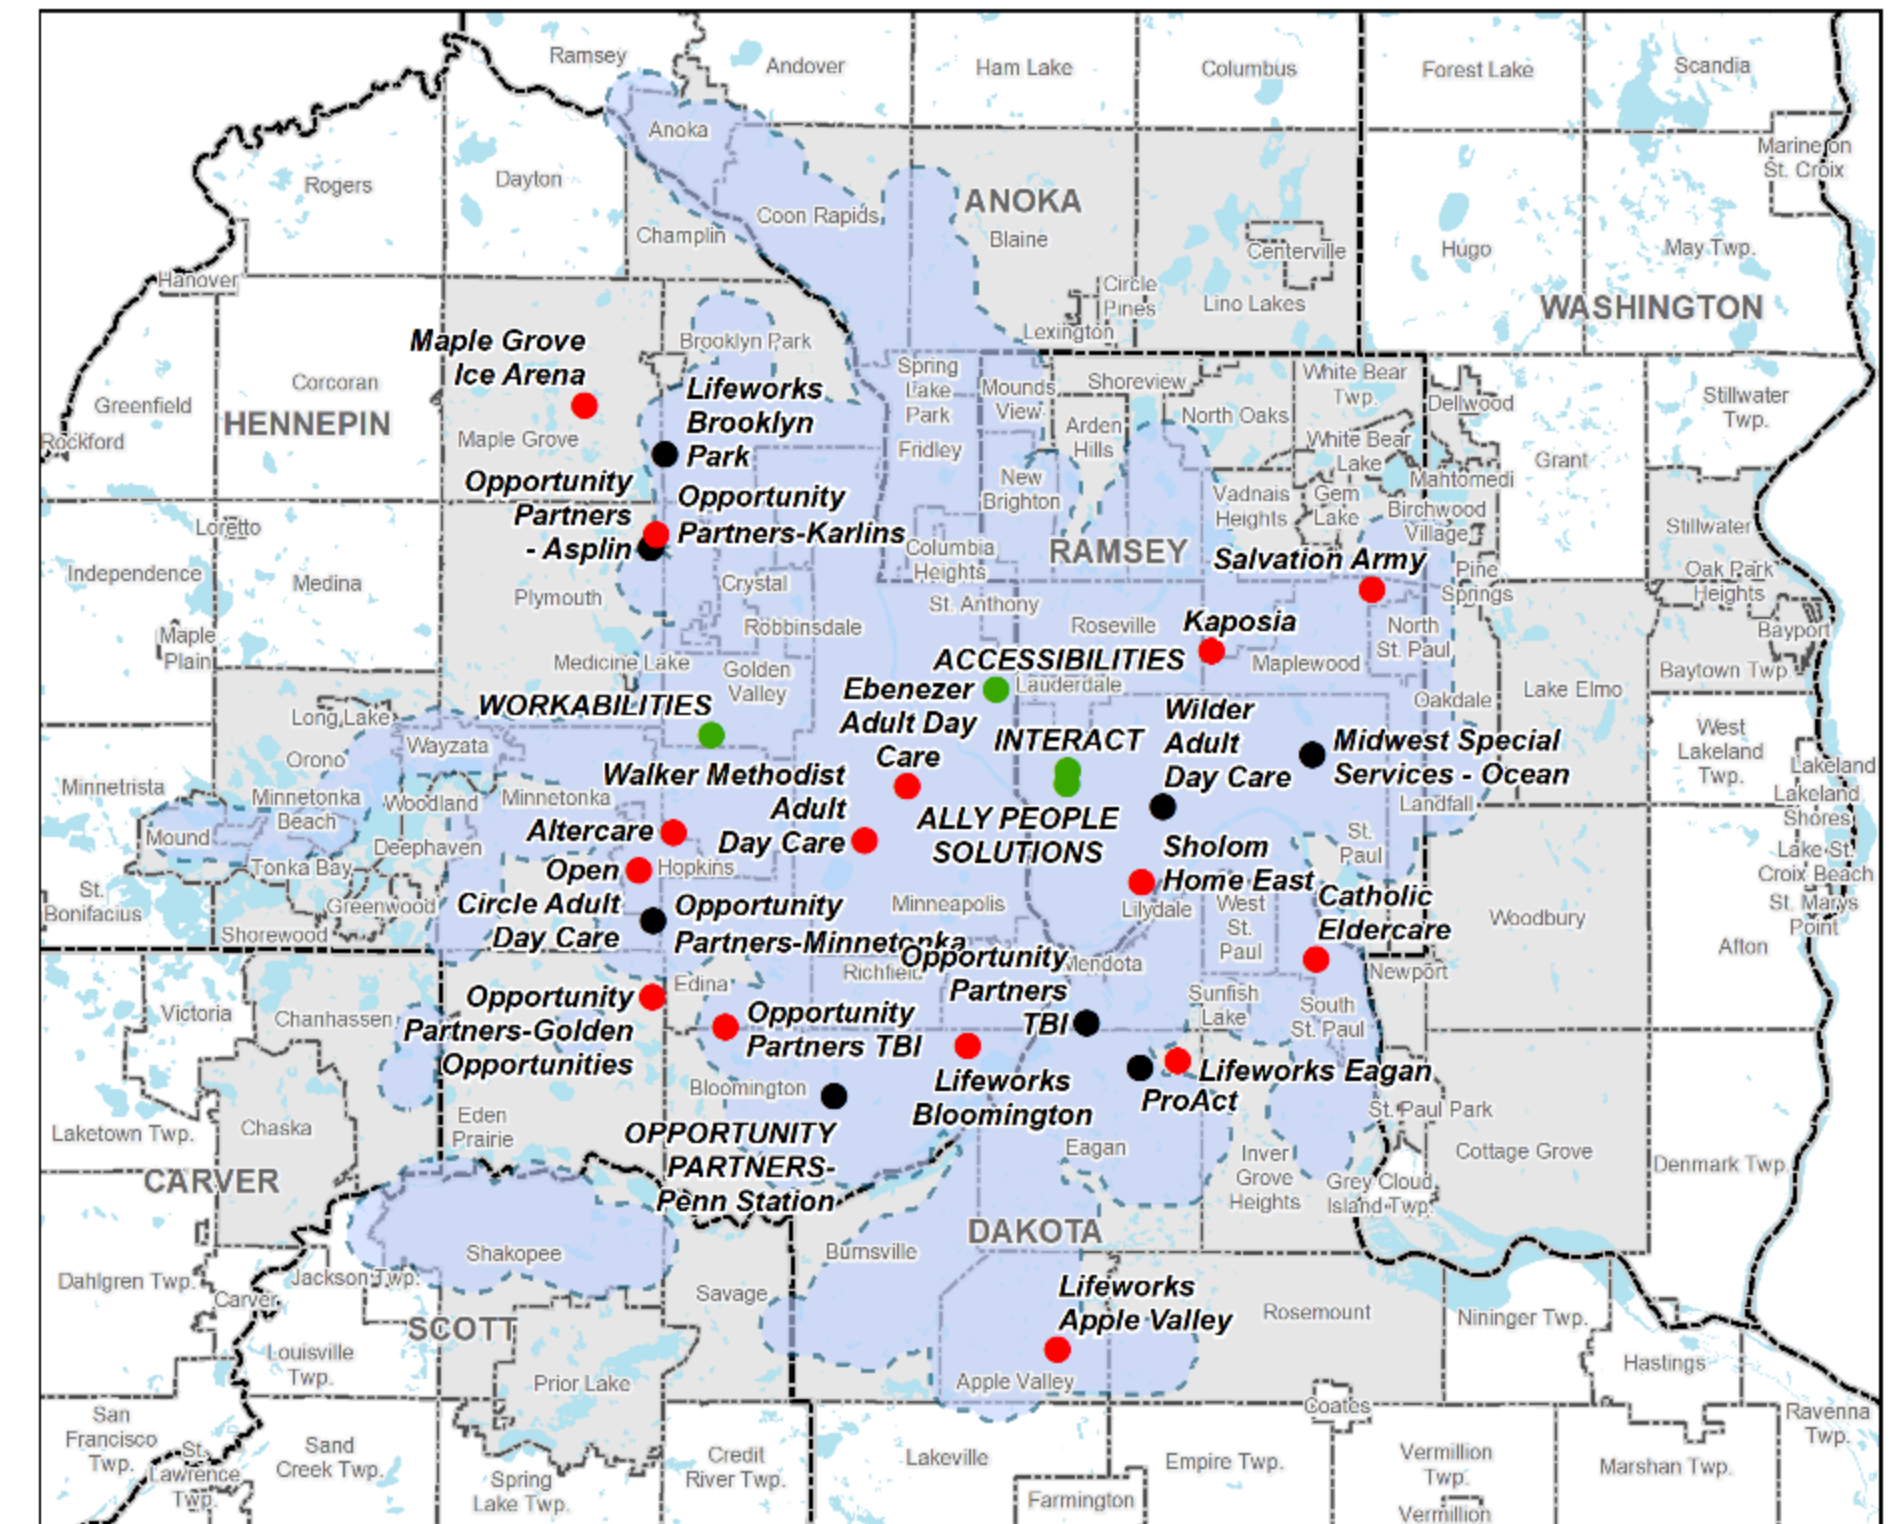 Ramsey
Andover
Ham Lake
Columbus
Forest Lake
Scandia
Anoka
Marine on
St. Croix
Rogers
Dayton
ANOKA
Coon Rapids
Champlin
Blaine
Centerville
Hugo
May Twp.
Hanover
Circle
Pines
Lino Lakes
WASHINGTON
Lexington
Maple Grove
Ice Arena
Brooklyn Park
Corcoran
Greenfield
HENNEPIN
Rockford
Maple Grove
Lifeworks
Brooklyn
Park
Spring
Lake
Park
Mounds
View
Shoreview
Arden
Hills
North Oaks
White Bear
Twp.
Dellwood
Stillwater
Twp.
Fridley
White Bear
Lake
Mahtomedi
Grant
New
Brighton
Vadnais
Heights
Gem
Lake
Birchwood
Village
Stillwater
Opportunity
Partners
- Asplin
Opportunity
Partners-Karlins
Loretto
Independence
Medina
Plymouth
Crystal
Columbia
Heights
RAMSEY
Salvation Army
Pine
Springs
Oak Park
Heights
St. Anthony
Robbinsdale
Roseville
Kaposia
North
St. Paul
Bayport
Maple
Plain
Medicine Lake
Golden
Valley
ACCESSIBILITIES
Lauderdale
Maplewood
Baytown Twp.
Lake Elmo
Oakdale
WORKABILITIES
Ebenezer
Adult Day
Care
INTERACT
Wilder
Adult
Day Care
Midwest Special
Services - Ocean
West
Lakeland
Twp.
Lakeland
Lakeland
Shores
Long Lake
Orono
Wayzata
Minnetrista
Minnetonka
Beach
Woodland
Minnetonka
Walker Methodist
Adult
Day Care
ALLY PEOPLE
SOLUTIONS
Landfall
Mound
Deephaven
Altercare
St.
Paul
Lake St.
Croix Beach
St. Marys
Point
Tonka Bay
Open
Circle Adult
Day Care
Hopkins
Sholom
Home East
Catholic
Eldercare
St.
Bonifacius
Greenwood
Shorewood
Opportunity
Partners-Minnetonka
Minneapolis
Lilydale
West
St.
Paul
Woodbury
Afton
Opportunity
Partners
TBI
Mendota
Newport
Richfield
Edina
Victoria
Chanhassen
Opportunity
Partners-Golden
Opportunities
Opportunity
Partners TBI
Sunfish
Lake
South
St. Paul
Lifeworks
Bloomington
Lifeworks Eagan
ProAct
Bloomington
St. Paul Park
Laketown Twp.
Chaska
Eden
Prairie
OPPORTUNITY
PARTNERS-
Penn Station
Eagan
Inver
Grove
Heights
Cottage Grove
Denmark Twp.
CARVER
Grey Cloud
Island Twp.
DAKOTA
Shakopee
Burnsville
Dahlgren Twp.
Jackson Twp.
Carver
Savage
Lifeworks
Apple Valley
Rosemount
Nininger Twp.
SCOTT
Louisville
Twp.
Prior Lake
Apple Valley
Hastings
San
Francisco
Twp.
St.
Lawrence
Twp.
Sand
Creek Twp.
Spring
Lake Twp.
Credit
River Twp.
Lakeville
Farmington
Empire Twp.
Coates
Vermillion
Twp.
Vermillion
Marshan Twp.
Ravenna
Twp.